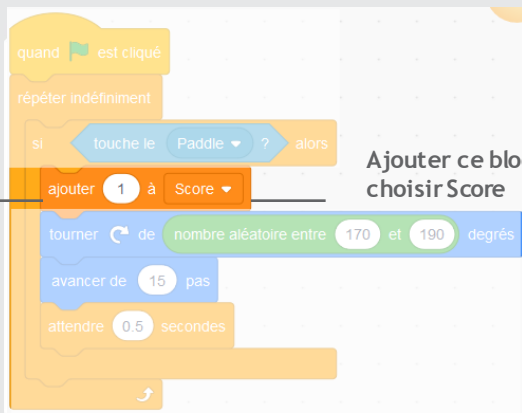 quand est cliqué
répéter indéfiniment
si touche le Paddle ? alors
ajouter 1 à Score
tourner de nombre aléatoire entre 170 et 190 degrés
avancer de 15 pas
attendre 0.5 secondes
Ajouter ce blo
choisir Score